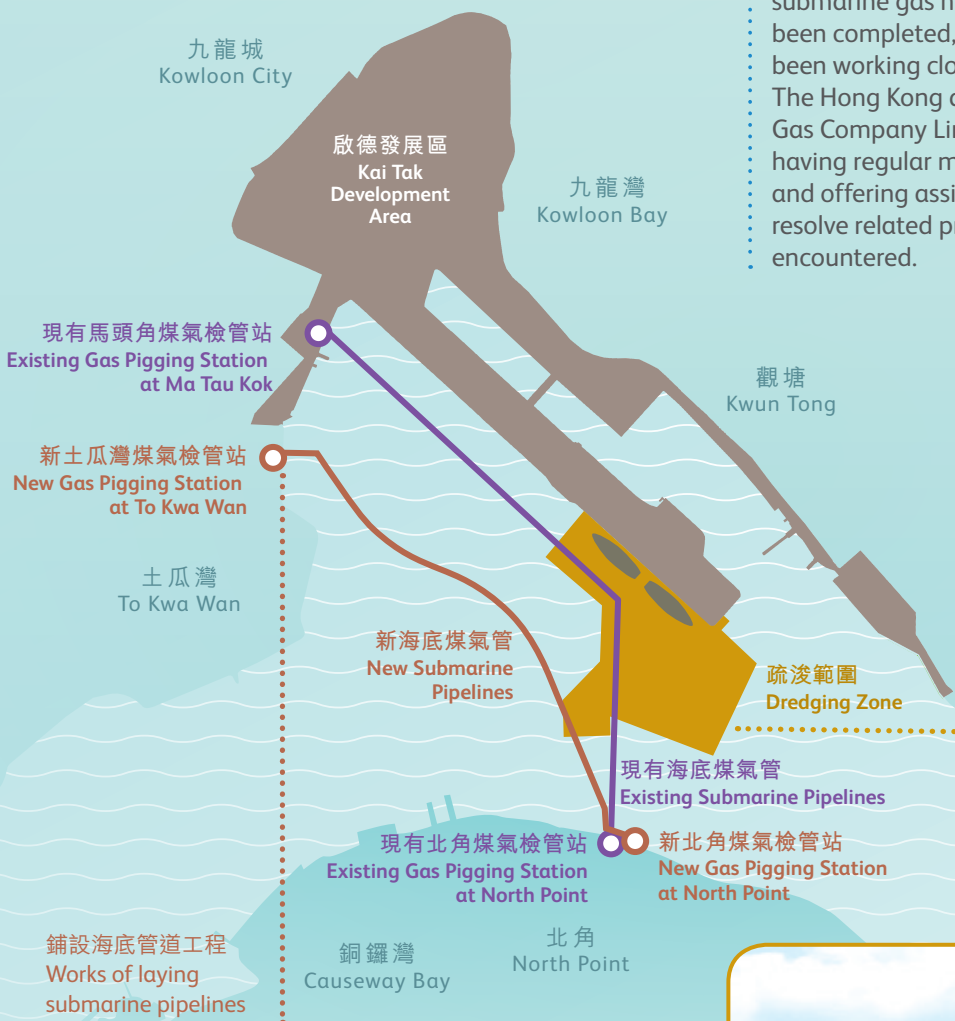 submarine gas
been completed,
been working
The Hong Kong
Gas Company
having regular
and offering
resolve related
encountered.
九龍城
Kowloon City
啟德發展區
Kai Tak
Development
Area
九龍灣
Kowloon Bay
現有馬頭角煤氣檢管站
Existing Gas Pigging Station
at Ma Tau Kok
觀塘
Kwun Tong
新土瓜灣煤氣檢管站
New Gas Pigging Station
at To Kwa Wan
土瓜灣
To Kwa Wan
新海底煤氣管
New Submarine
Pipelines
疏浚範圍
Dredging Zone
現有海底煤氣管
Existing Submarine Pipelines
現有北角煤氣檢管站
Existing Gas Pigging Station
at North Point
新北角煤氣檢管站
New Gas Pigging Station
at North Point
鋪設海底管道工程
Works of laying
submarine pipelines
銅鑼灣
Causeway Bay
北角
North Point